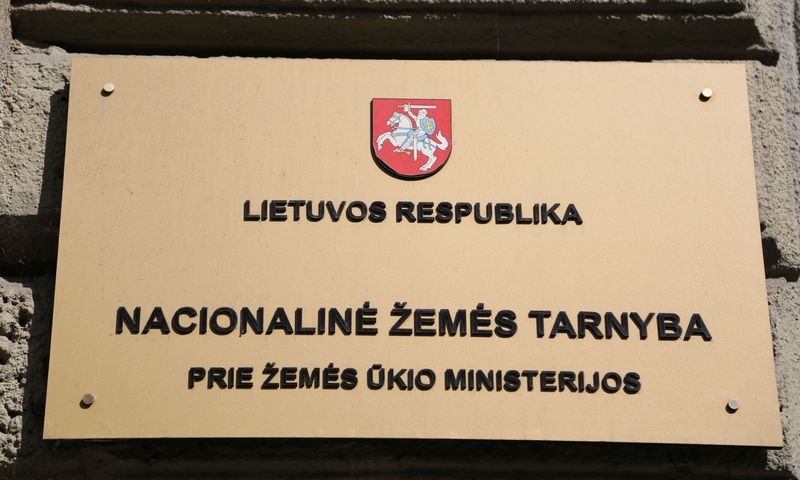 LIETUVOS RESPUBLIKA
NACIONALINĖ ŽEMĖS TARNYBA
PRIE ŽEMĖS ŪKIO MINISTERIJOS